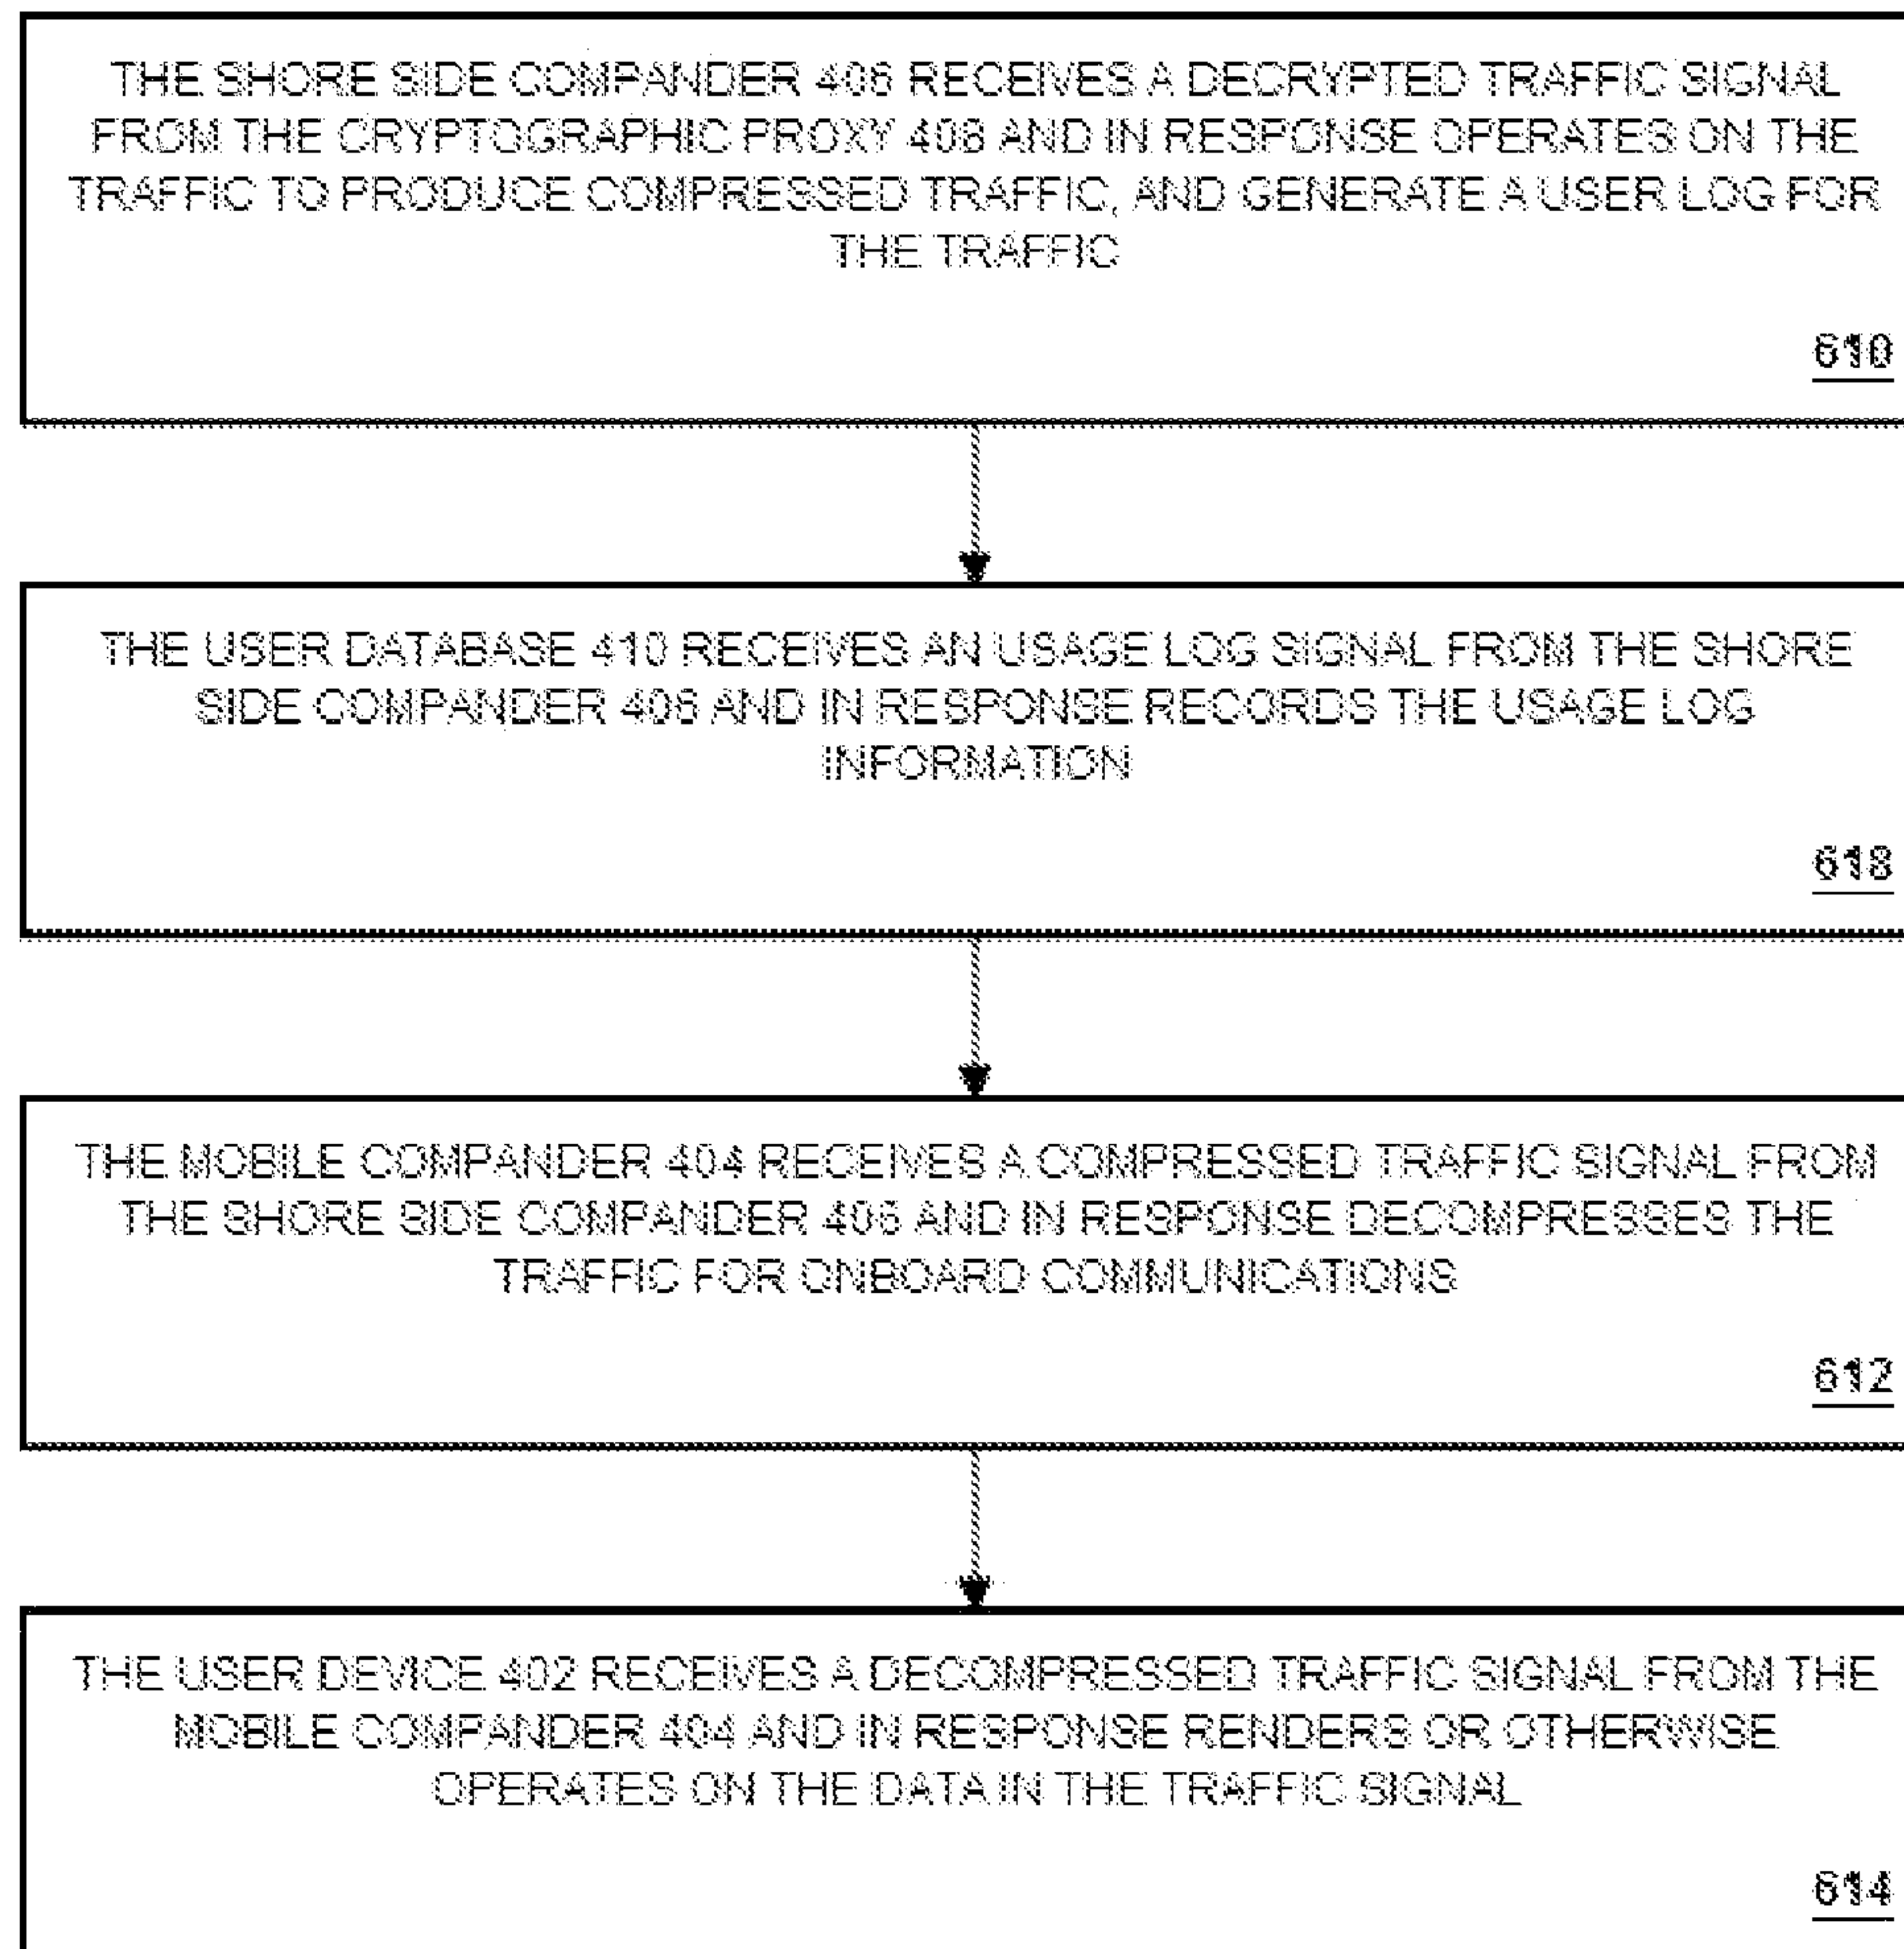 THE SHORE SIDE COMPANDER 406 RECEIVES A DECRYPTED TRAFFIC SIGNAL
FROM THE CRYPTOGRAPHIC PROXY 408 AND IN RESPONSE OPERATES ON THE
TRAFFIC TO PRODUCE COMPRESSED TRAFFIC, AND GENERATE A USER LOG FOR
THE TRAFFIC
610
THE USER DATABASE 410 RECEIVES AN USAGE LOG SIGNAL FROM THE SHORE
SIDE COMPANDER 406 AND IN RESPONSE RECORDS THE USAGE LOG
INFORMATION
618
THE MOBILE COMPANDER 404 RECEIVES A COMPRESSED TRAFFIC SIGNAL FROM
THE SHORE SIDE COMPANDER 406 AND IN RESPONSE DECOMPRESSES THE
TRAFFIC FOR ONBOARD COMMUNICATIONS
612
THE USER DEVICE 402 RECEIVES A DECOMPRESSED TRAFFIC SIGNAL FROM THE
MOBILE COMPANDER 404 AND IN RESPONSE RENDERS OR OTHERWISE
OPERATES ON THE DATA IN THE TRAFFIC SIGNAL
614